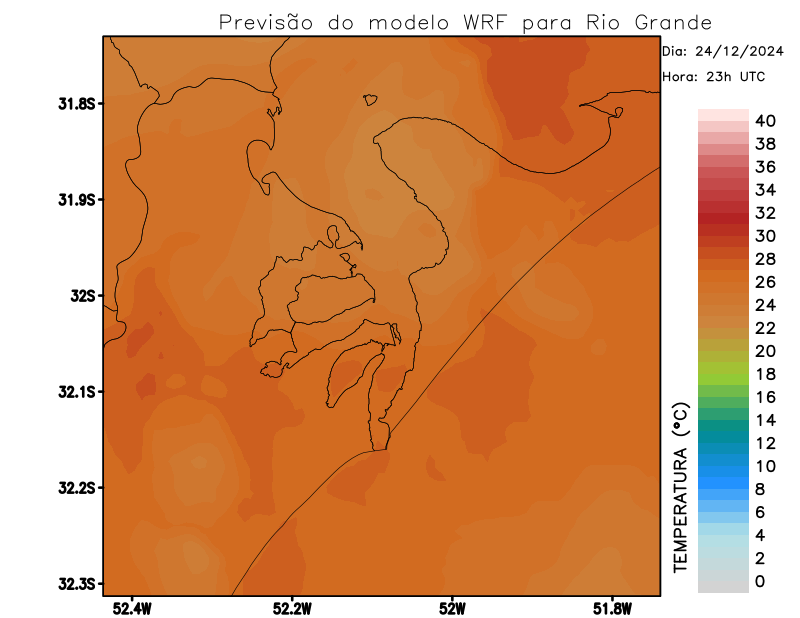 Previsão do modelo WRF para Rio Grande
Dia: 24/12/2024
Hora: 23h UTC
31.8S
31.9S
32S
32.1S
32.2S
32.3S
52.4W
52.2W
52W
51.8W
TEMPERATURA (°C)
40
38
36
34
32
30
28
26
24
22
20
18
16
14
12
10
8
6
4
2
0